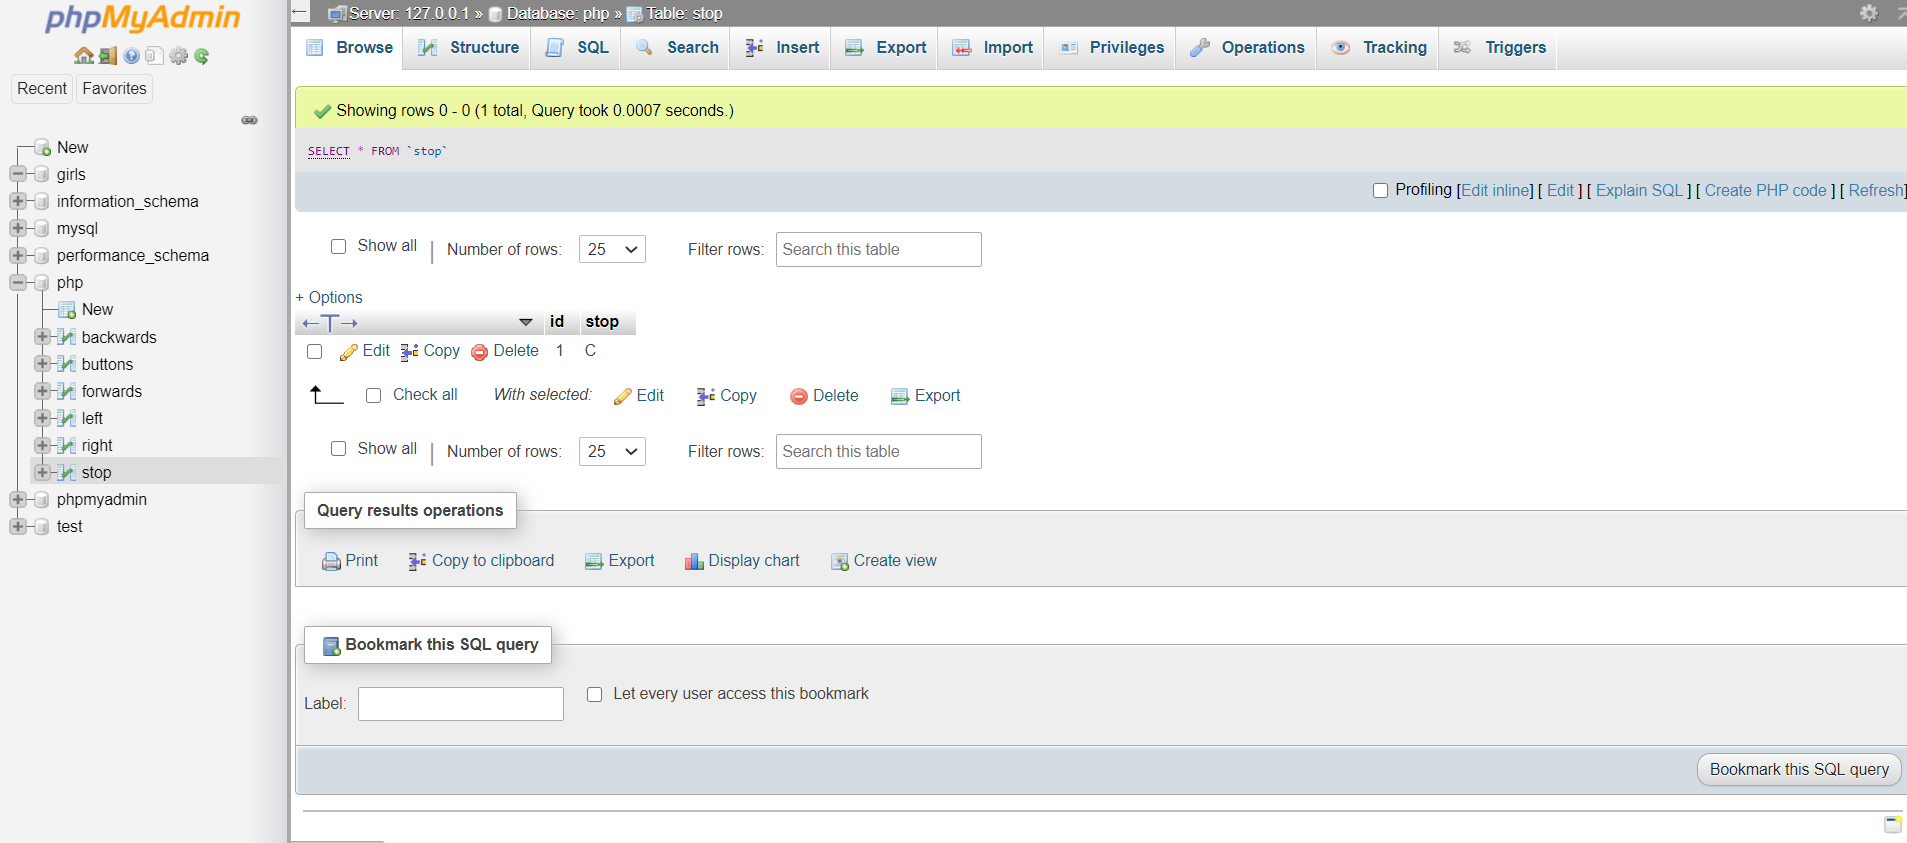 phpMyAdmin
Recent Favorites
New
girls
information_schema
mysql
performance_schema
php
New
backwards
buttons
forwards
left
right
stop
phpmyadmin
test
Server: 127.0.0.1 » Database: php » Table: stop
Browse Structure SQL Search Insert Export Import Privileges Operations Tracking Triggers
Showing rows 0 - 0 (1 total, Query took 0.0007 seconds.)
SELECT * FROM `stop`
Profiling [Edit inline] [ Edit ] [ Explain SQL ] [ Create PHP code ] [ Refresh]
Show all | Number of rows: 25 Filter rows: Search this table
+ Options
←T→ id stop
Edit Copy Delete 1 C
Check all With selected: Edit Copy Delete Export
Show all | Number of rows: 25 Filter rows: Search this table
Query results operations
Print Copy to clipboard Export Display chart Create view
Bookmark this SQL query
Label: Let every user access this bookmark
Bookmark this SQL query